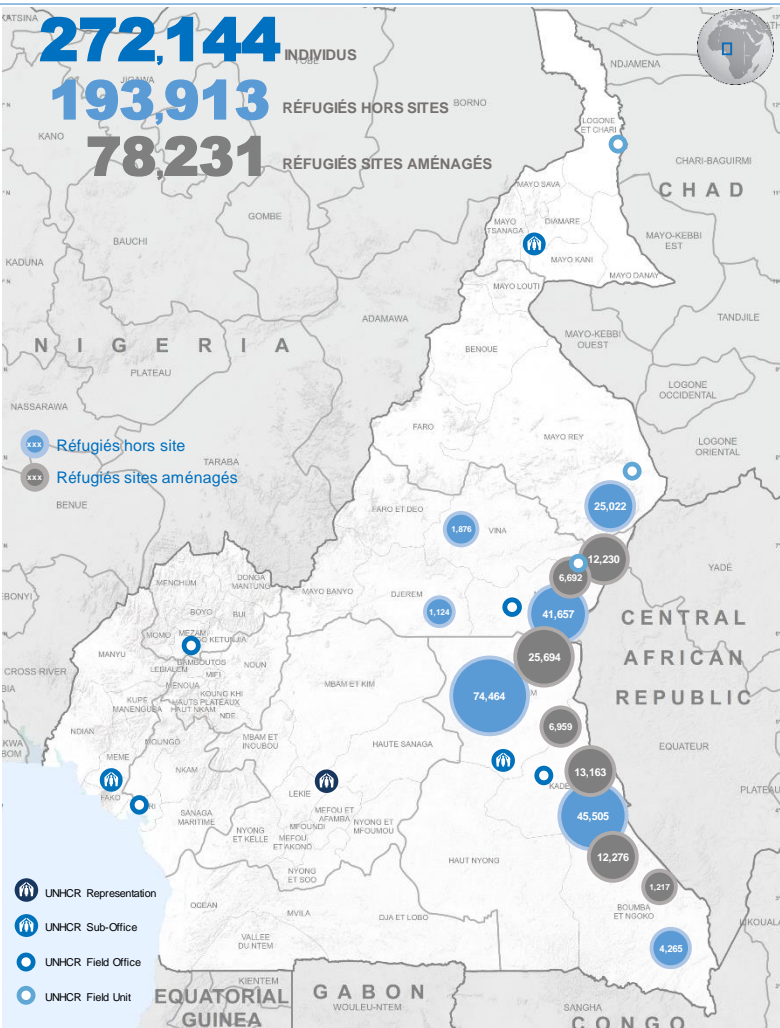 272,144 INDIVIDUS
193,913 RÉFUGIÉS HORS SITES
78,231 RÉFUGIÉS SITES AMÉNAGÉS
KATSINA
YOBE
JIGAWA
KANO
BORNO
NDJAMENA
LOGONE
ET CHARI
CHARI-BAGUIRMI
CHAD
MAYO SAVA
MAYO
TSANAGA
DIAMARE
MAYO KANI
MAYO DANAY
MAYO-KEBBI
EST
GOMBE
BAUCHI
KADUNA
MAYO LOUTI
ADAMAWA
TANDJILE
MAYO-KEBBI
OUEST
NIGERIA
BENOUE
PLATEAU
LOGONE
OCCIDENTAL
NASSARAWA
FARO
MAYO REY
LOGONE
ORIENTAL
xxx Réfugiés hors site
xxx Réfugiés sites aménagés
TARABA
BENUE
25,022
FARO ET DEO
1,876
VINA
12,230
6,692
YADÉ
DONGA
MANTUNG
MENCHUM
MAYO BANYO
DJEREM
EBONYI
BOYO
BUI
1,124
41,657
CENTRAL
AFRICAN
REPUBLIC
MOMO
MEZAM
MANYU
BAMBOUTOS
LEBIALEM
MIFI
NOUN
MENOUA
KOUNG KHI
HAUTS PLATEAUX
HAUT NKAM
NDE
KUPE
MANENGUBA
CROSS RIVER
25,694
MBAM ET KIM
74,464
6,959
NDIAN
MOUNGO
MBAM ET
INOUBOU
HAUTE SANAGA
EQUATEUR
MEME
NKAM
13,163
FAKO
LEKIE
45,505
SANAGA
MARITIME
MEFOU ET
AFAMBA
MFOUNDI
NYONG ET
MFOUMOU
NYONG
ET KELLE
MEFOU
ET AKONO
12,276
HAUT NYONG
NYONG
ET SOO
1,217
BOUMBA
ET NGOKO
OCEAN
MVILA
DJA ET LOBO
VALLEE
DU NTEM
4,265
UNHCR Representation
UNHCR Sub-Office
UNHCR Field Office
UNHCR Field Unit
KIENTEM
EQUATORIAL
GUINEA
GABON
WOULEU-NTEM
SANGHA
CONGO